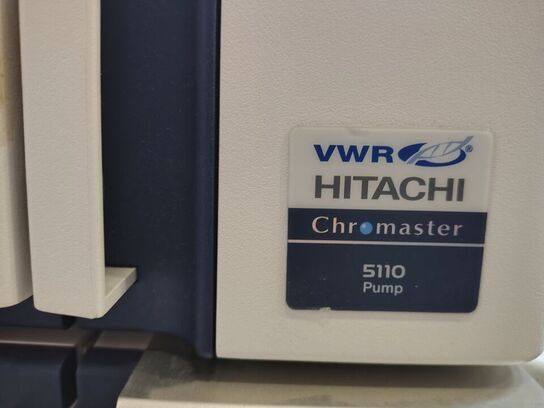 VWR®
HITACHI
Chromaster
5110
Pump